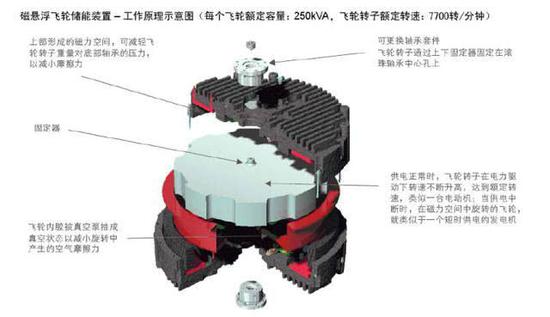 磁悬浮飞轮储能装置 – 工作原理示意图（每个飞轮额定容量：250kVA，飞轮转子额定转速：7700转/分钟）
上部形成的磁力空间，可减轻飞
轮转子重量对底部轴承的压力，
以减小摩擦力
可更换轴承套件
飞轮转子通过上下固定器固定在滚
珠轴承中心孔上
固定器
供电正常时，飞轮转子在电力驱
动下转速不断升高，达到额定转
速，类似一台电动机；当供电中
断时，在磁力空间中旋转的飞轮，
就类似于一个短时供电的发电机
飞轮内腔被真空泵抽成
真空状态以减小旋转中
产生的空气摩擦力